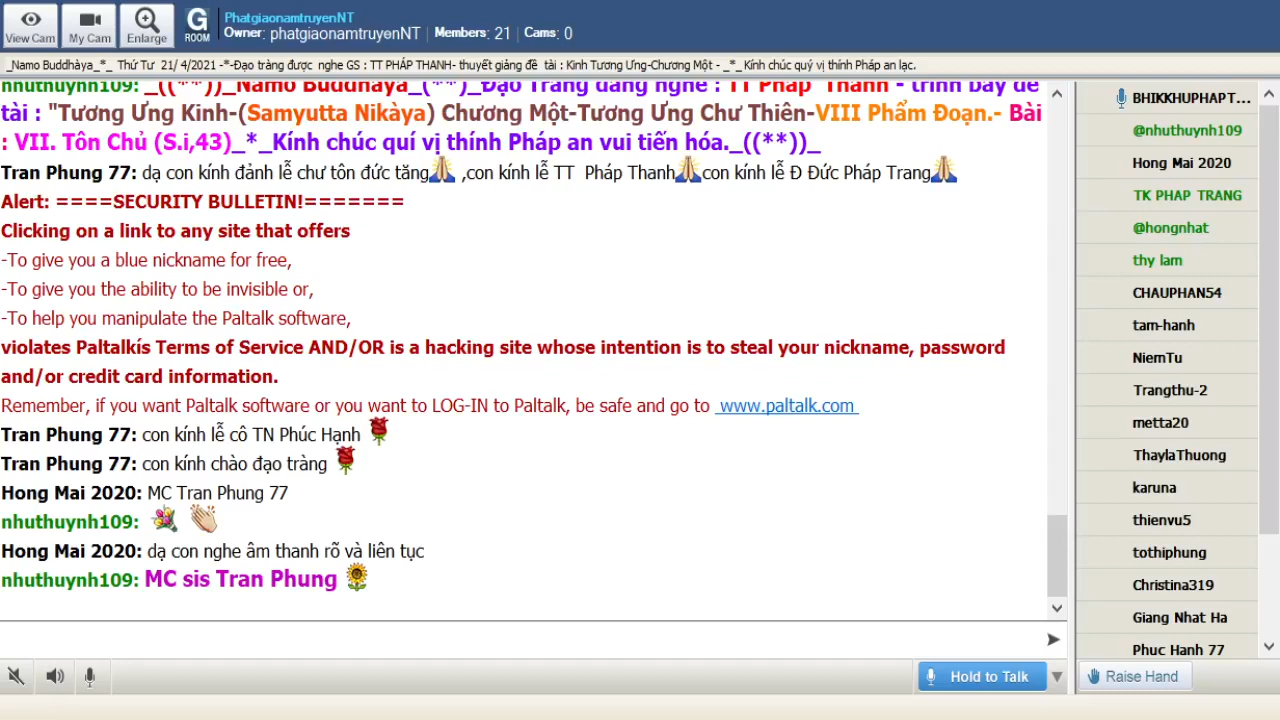 View Cam
My Cam
Enlarge
G
ROOM
PhatgiaonamtruyenNT
Owner: phatgiaonamtruyenNT | Members: 21 | Cams: 0
_Namo Buddhàya_*_ Thứ Tư 21/ 4/2021 -*-Đạo tràng được nghe GS : TT PHÁP THANH- thuyết giảng đề tài : Kinh Tương Ưng-Chương Một - _*_ Kính chúc quý vị thính Pháp an lạc.
nhuthuynh109: _((**))_Namo Buddhaya_(**)_Đạo Tràng đang nghe : TT Pháp Thanh - trình bày đề
tài : "Tương Ưng Kinh-(Samyutta Nikàya) Chương Một-Tương Ưng Chư Thiên-VIII Phẩm Đoạn.- Bài
: VII. Tôn Chủ (S.i,43)_*_Kính chúc quí vị thính Pháp an vui tiến hóa._((**))_
Tran Phung 77: dạ con kính đảnh lễ chư tôn đức tăng ,con kính lễ TT Pháp Thanh con kính lễ Đ Đức Pháp Trang
Alert: ====SECURITY BULLETIN!=======
Clicking on a link to any site that offers
-To give you a blue nickname for free,
-To give you the ability to be invisible or,
-To help you manipulate the Paltalk software,
violates Paltalkís Terms of Service AND/OR is a hacking site whose intention is to steal your nickname, password
and/or credit card information.
Remember, if you want Paltalk software or you want to LOG-IN to Paltalk, be safe and go to www.paltalk.com
Tran Phung 77: con kính lễ cô TN Phúc Hạnh
Tran Phung 77: con kính chào đạo tràng
Hong Mai 2020: MC Tran Phung 77
nhuthuynh109:
Hong Mai 2020: dạ con nghe âm thanh rõ và liên tục
nhuthuynh109: MC sis Tran Phung
Hold to Talk
BHIKKHUPHAPT...
@nhuthuynh109
Hong Mai 2020
TK PHAP TRANG
@hongnhat
thy lam
CHAUPHAN54
tam-hanh
NiemTu
Trangthu-2
metta20
ThaylaThuong
karuna
thienvu5
tothiphung
Christina319
Giang Nhat Ha
Phuc Hanh 77
Raise Hand